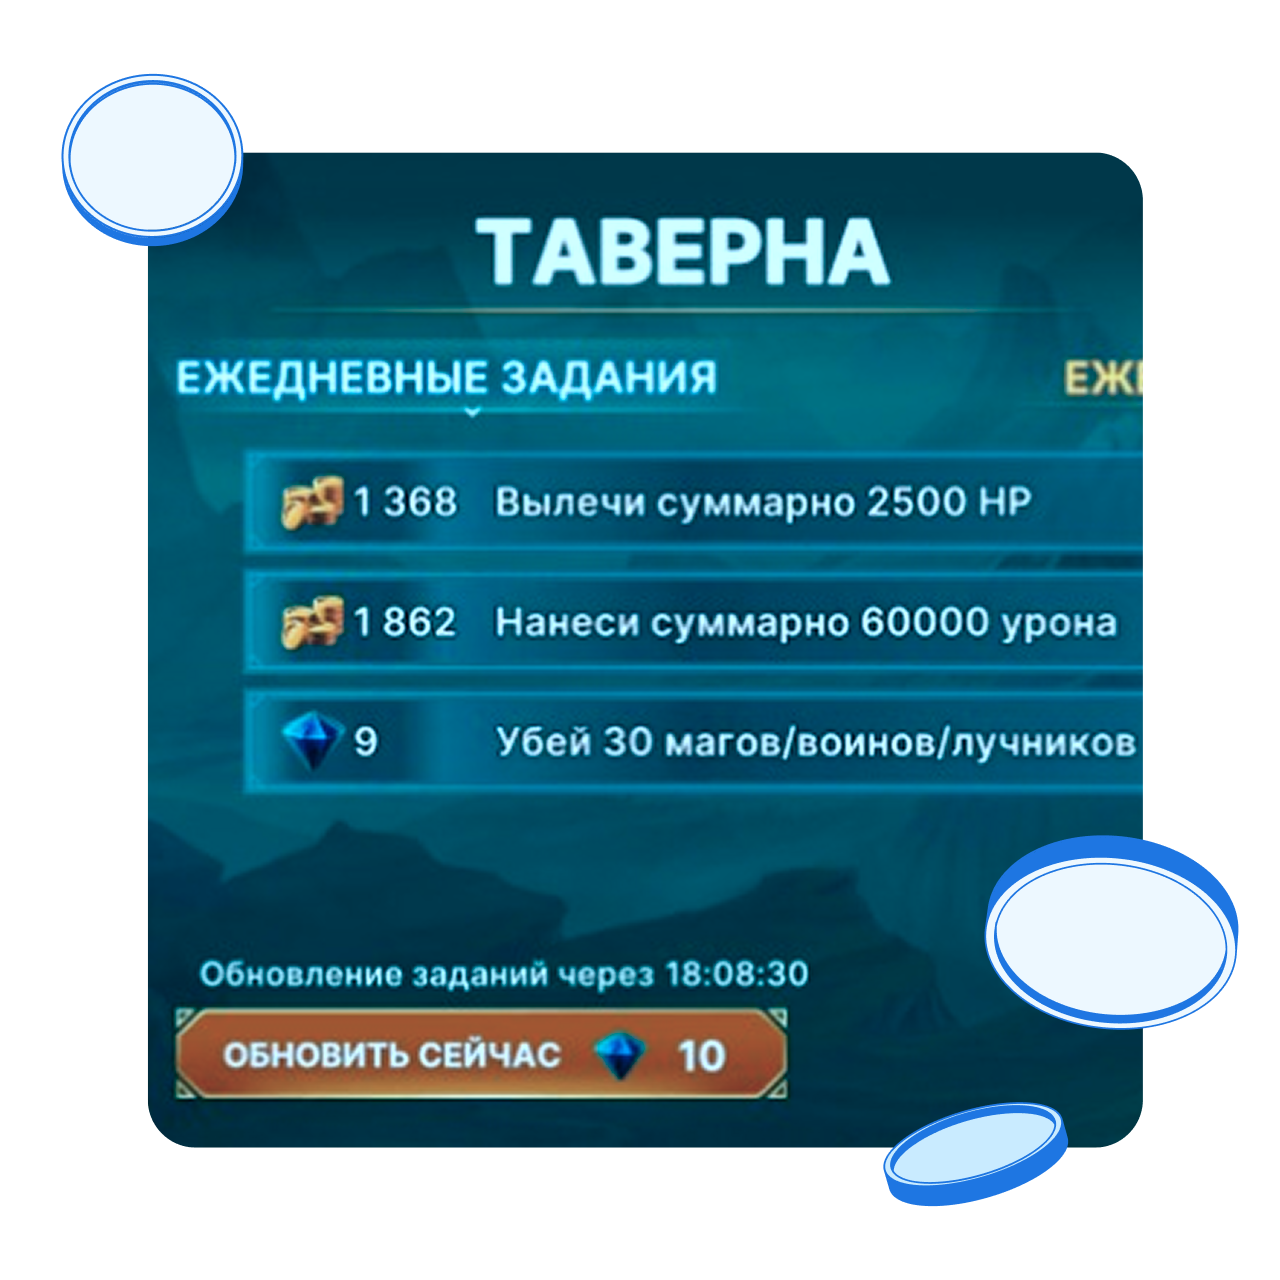 ТАВЕРНА
ЕЖЕДНЕВНЫЕ ЗАДАНИЯ
1 368 Вылечи суммарно 2500 HP
1 862 Нанеси суммарно 60000 урона
9 Убей 30 магов/воинов/лучников
Обновление заданий через 18:08:30
ОБНОВИТЬ СЕЙЧАС 10